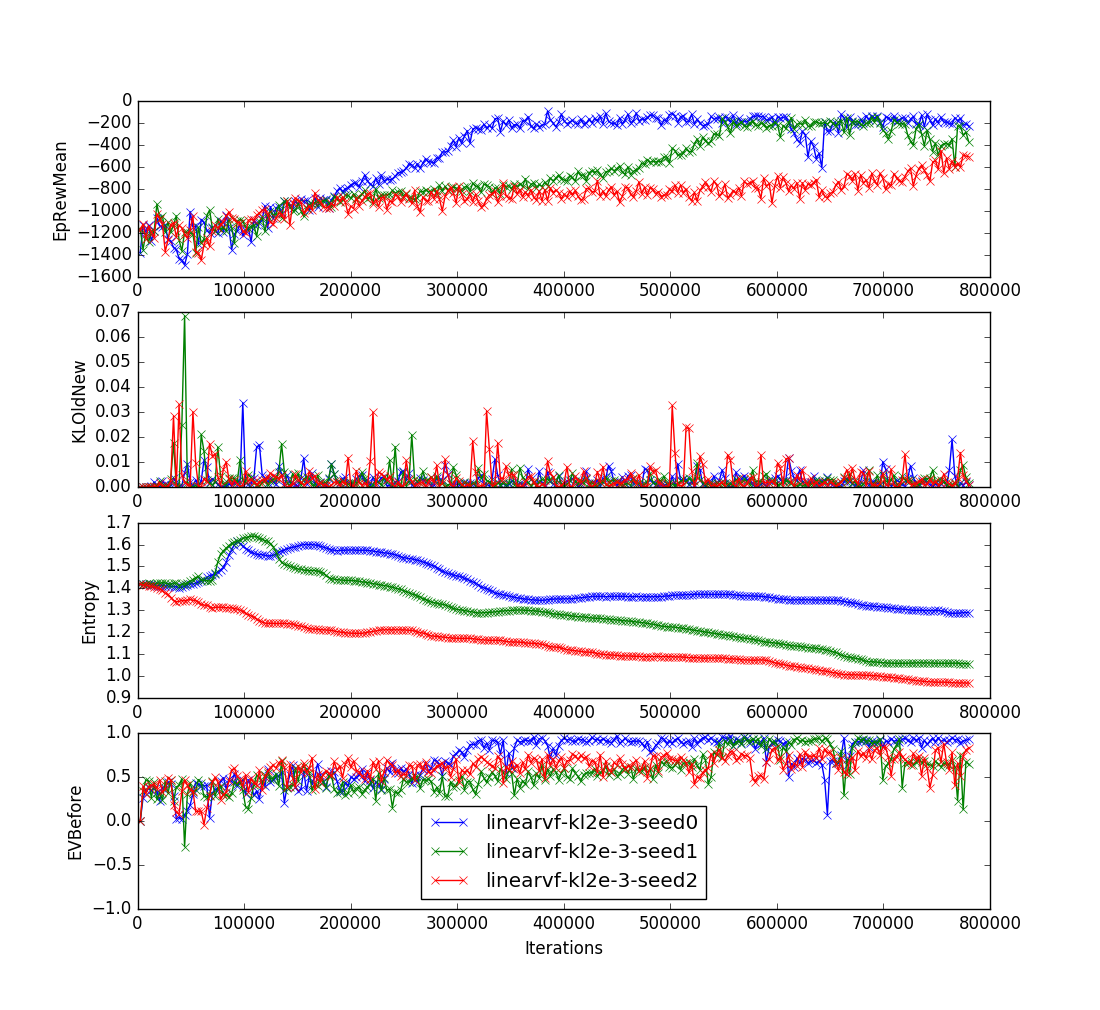 EpRewMean
0
−200
−400
−600
−800
−1000
−1200
−1400
−1600
0 100000 200000 300000 400000 500000 600000 700000 800000
KLOldNew
0.07
0.06
0.05
0.04
0.03
0.02
0.01
0.00
0 100000 200000 300000 400000 500000 600000 700000 800000
Entropy
1.7
1.6
1.5
1.4
1.3
1.2
1.1
1.0
0.9
0 100000 200000 300000 400000 500000 600000 700000 800000
EVBefore
1.0
0.5
0.0
−0.5
−1.0
linearvf-kl2e-3-seed0
linearvf-kl2e-3-seed1
linearvf-kl2e-3-seed2
0 100000 200000 300000 400000 500000 600000 700000 800000
Iterations